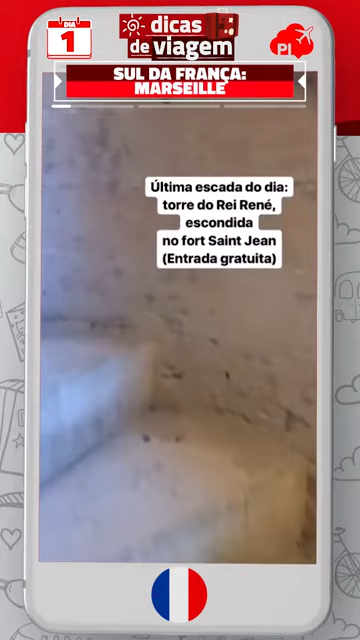 DIA
1
dicas
de viagem
PI
SUL DA FRANÇA:
MARSEILLE
Última escada do dia:
torre do Rei René,
escondida
no fort Saint Jean
(Entrada gratuita)